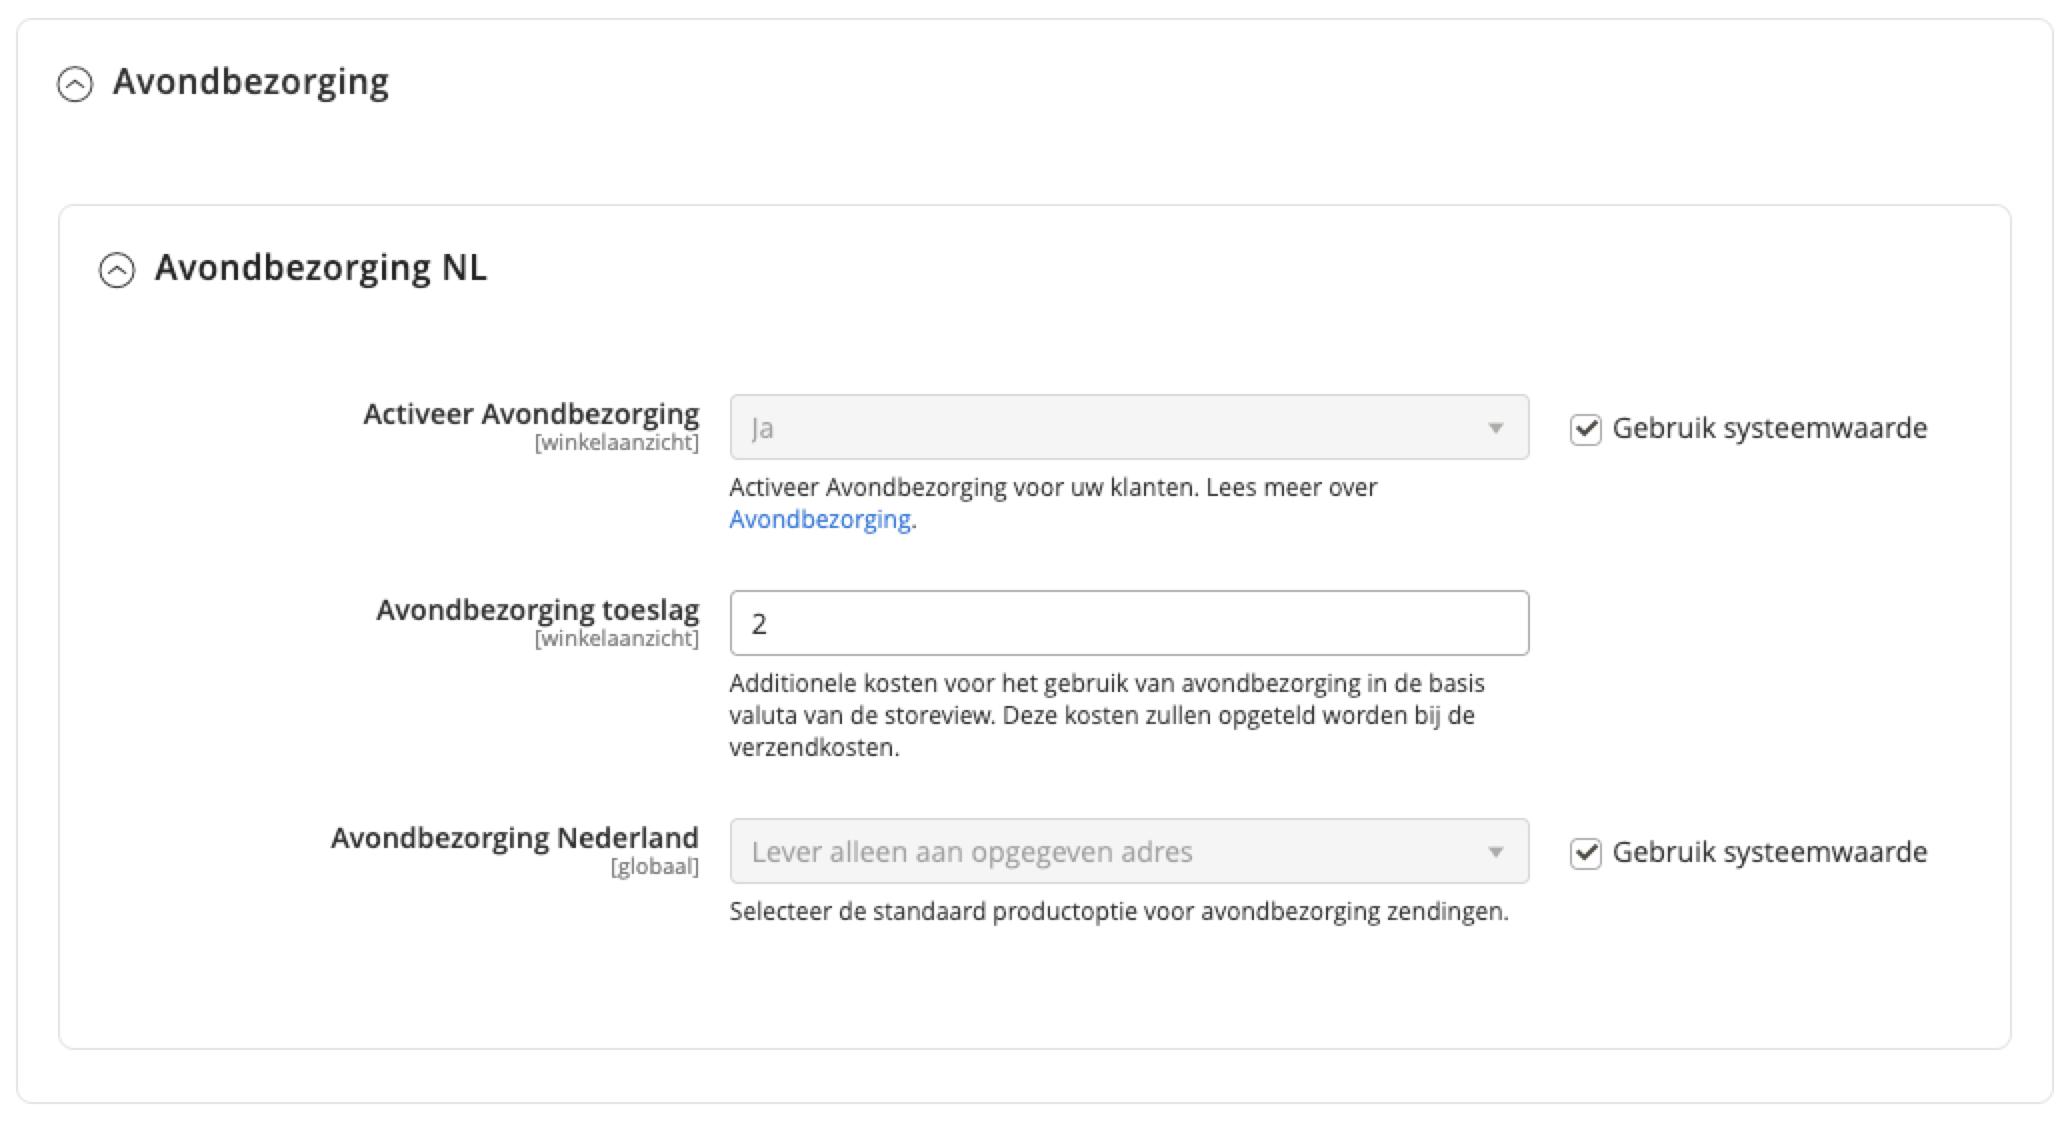 Avondbezorging
Avondbezorging NL
Activeer Avondbezorging
[winkelaanzicht]
Ja
Gebruik systeemwaarde
Activeer Avondbezorging voor uw klanten. Lees meer over
Avondbezorging.
Avondbezorging toeslag
[winkelaanzicht]
2
Additionele kosten voor het gebruik van avondbezorging in de basis
valuta van de storeview. Deze kosten zullen opgeteld worden bij de
verzendkosten.
Avondbezorging Nederland
[globaal]
Lever alleen aan opgegeven adres
Gebruik systeemwaarde
Selecteer de standaard productoptie voor avondbezorging zendingen.